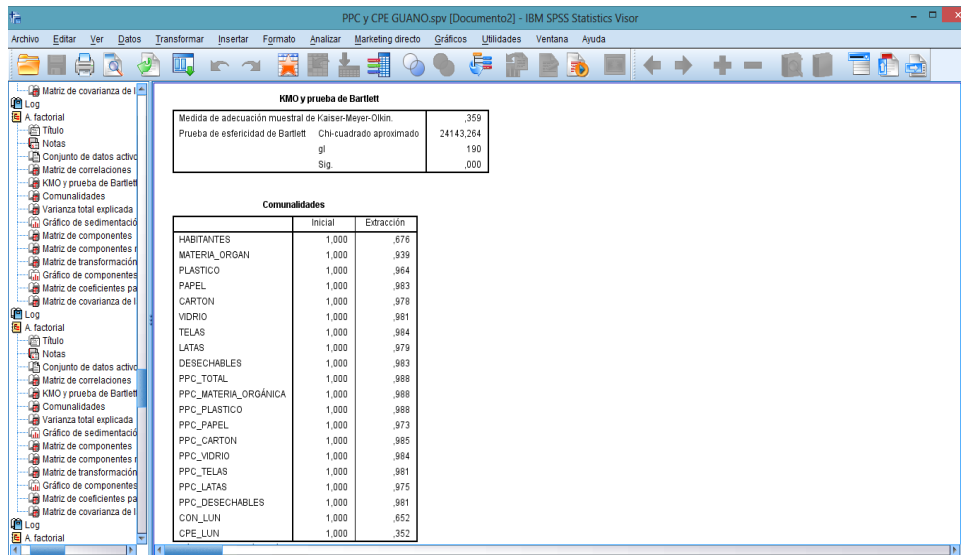 PPC y CPE GUANO.spv [Documento2] - IBM SPSS Statistics Visor
Archivo Editar Ver Datos Transformar Insertar Formato Analizar Marketing directo Gráficos Utilidades Ventana Ayuda
Matriz de covarianza de l
Log
A. factorial
Título
Notas
Conjunto de datos activo
Matriz de correlaciones
KMO y prueba de Bartlett
Comunalidades
Varianza total explicada
Gráfico de sedimentació
Matriz de componentes
Matriz de componentes r
Matriz de transformación
Gráfico de componentes
Matriz de coeficientes pa
Matriz de covarianza de l
Log
A. factorial
Título
Notas
Conjunto de datos activo
Matriz de correlaciones
KMO y prueba de Bartlett
Comunalidades
Varianza total explicada
Gráfico de sedimentació
Matriz de componentes
Matriz de componentes r
Matriz de transformación
Gráfico de componentes
Matriz de coeficientes pa
Matriz de covarianza de l
Log
A. factorial
KMO y prueba de Bartlett
Medida de adecuación muestral de Kaiser-Meyer-Olkin. ,359
Prueba de esfericidad de Bartlett Chi-cuadrado aproximado 24143,264
gl 190
Sig. ,000
Comunalidades
Inicial Extracción
HABITANTES 1,000 ,676
MATERIA_ORGAN 1,000 ,939
PLASTICO 1,000 ,964
PAPEL 1,000 ,983
CARTON 1,000 ,978
VIDRIO 1,000 ,981
TELAS 1,000 ,984
LATAS 1,000 ,979
DESECHABLES 1,000 ,983
PPC_TOTAL 1,000 ,988
PPC_MATERIA_ORGÁNICA 1,000 ,988
PPC_PLASTICO 1,000 ,988
PPC_PAPEL 1,000 ,973
PPC_CARTON 1,000 ,985
PPC_VIDRIO 1,000 ,984
PPC_TELAS 1,000 ,981
PPC_LATAS 1,000 ,975
PPC_DESECHABLES 1,000 ,981
CON_LUN 1,000 ,652
CPE_LUN 1,000 ,352